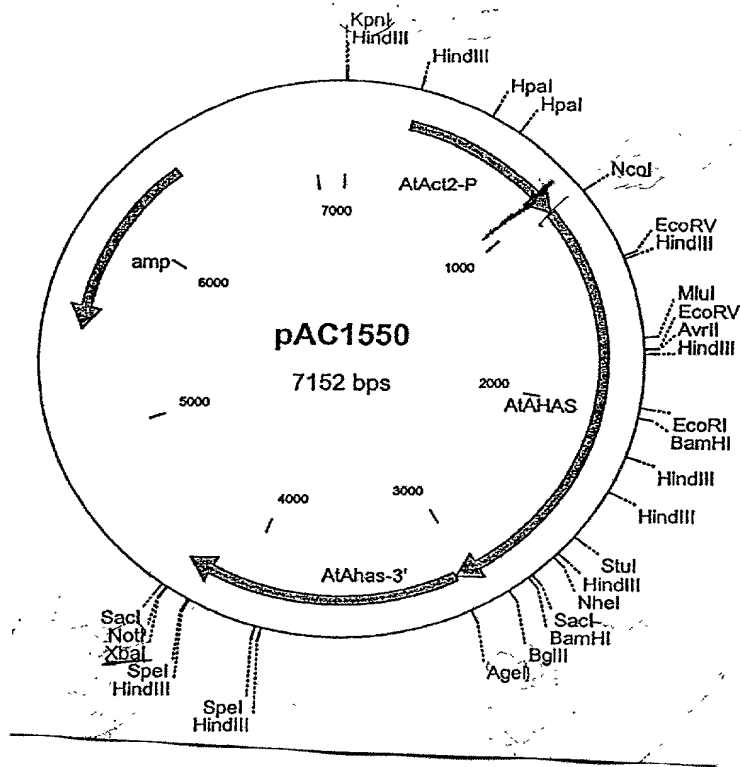 KpnI
HindIII
HindIII
HpaI
HpaI
NcoI
EcoRV
HindIII
MluI
EcoRV
AvrII
HindIII
EcoRI
BamHI
HindIII
HindIII
StuI
HindIII
NheI
SacI
BamHI
BglII
AgeI
SpeI
HindIII
SpeI
HindIII
XbaI
NotI
SacI
AtAct2-P
7000
1000
amp
6000
pAC1550
7152 bps
2000
AtAHAS
5000
4000
3000
AtAhas-3'